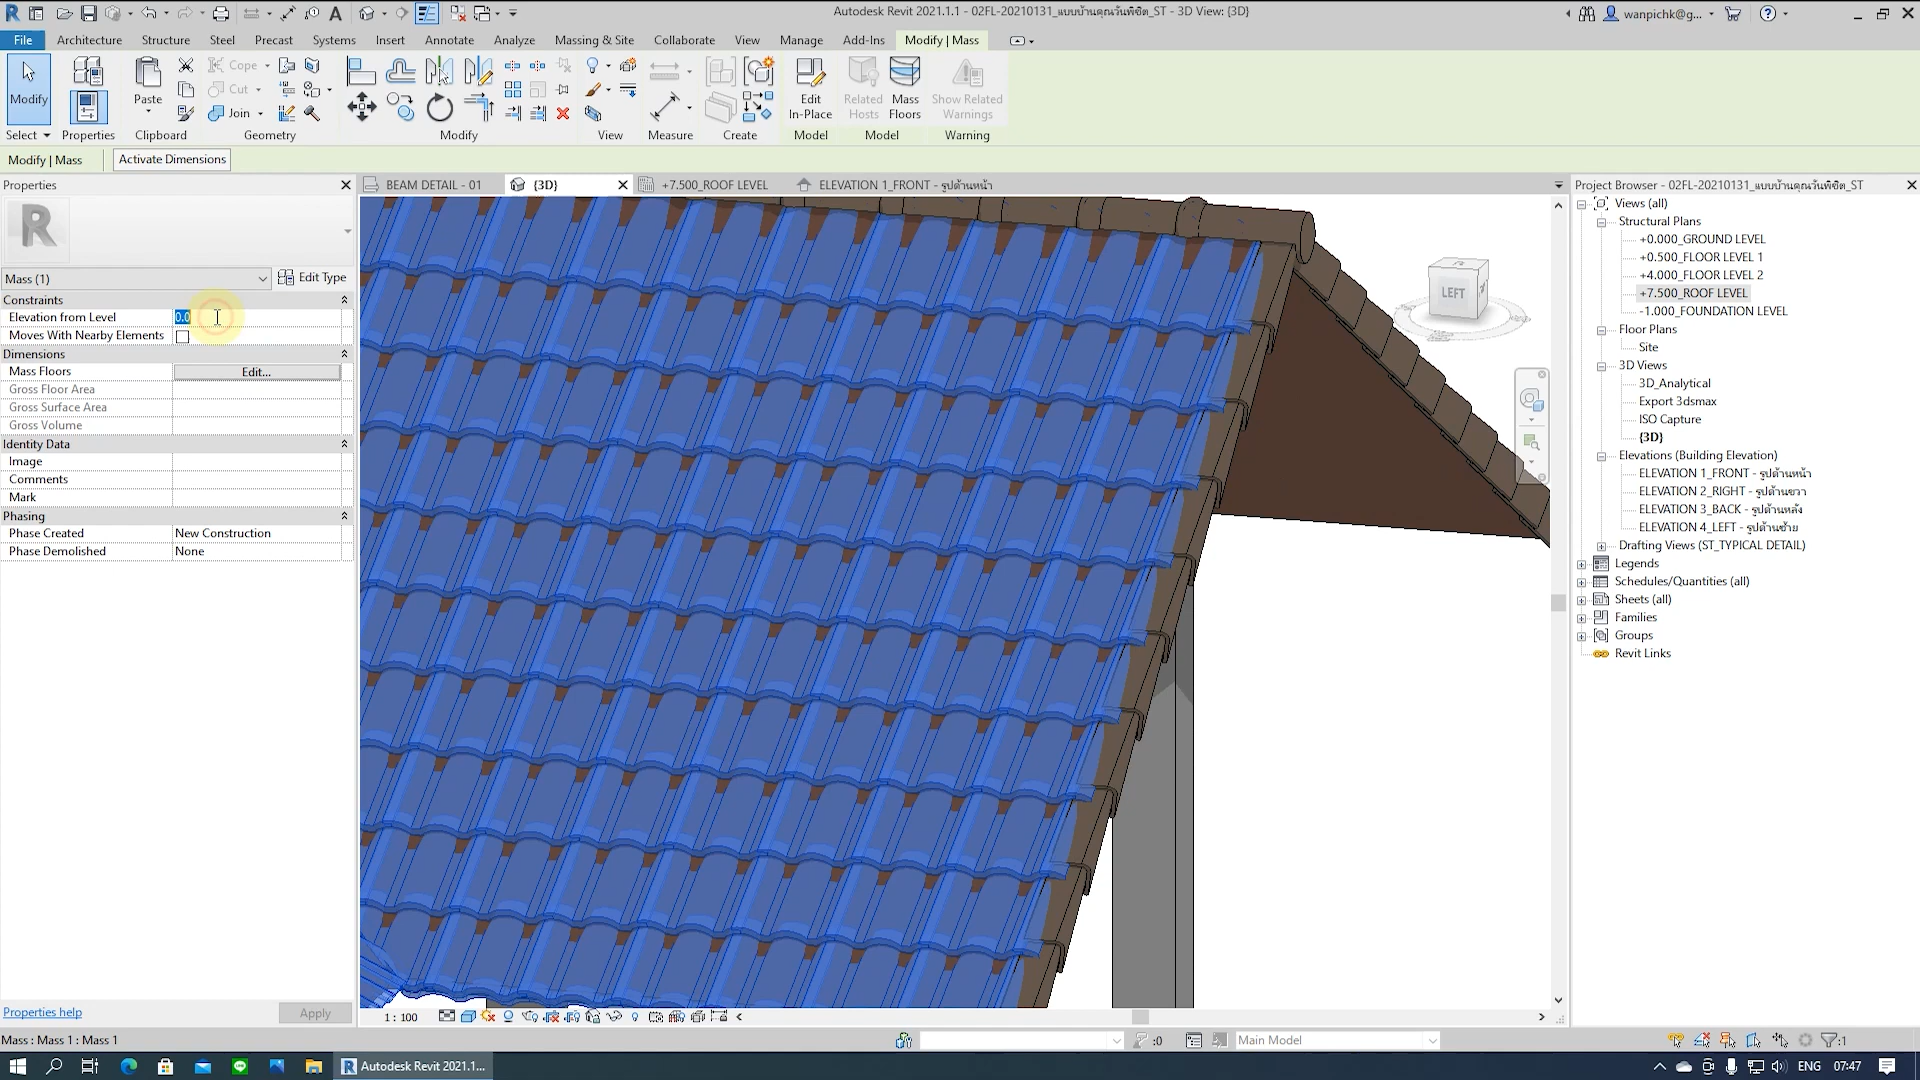 Autodesk Revit 2021.1.1 - 02FL-20210131_แบบบ้านคุณวันพิชิต_ST - 3D View: {3D}
wanpichk@g...
File Architecture Structure Steel Precast Systems Insert Annotate Analyze Massing & Site Collaborate View Manage Add-Ins Modify | Mass
Cope
Cut
Join
Modify
Paste
Edit In-Place
Related Hosts
Mass Floors
Show Related Warnings
Select Properties Clipboard Geometry Modify View Measure Create Model Model Warning
Modify | Mass Activate Dimensions
Properties
BEAM DETAIL - 01 {3D} +7.500_ROOF LEVEL ELEVATION 1_FRONT - รูปด้านหน้า
Project Browser - 02FL-20210131_แบบบ้านคุณวันพิชิต_ST
Mass (1) Edit Type
Constraints
Elevation from Level 0.0
Moves With Nearby Elements
Dimensions
Mass Floors Edit...
Gross Floor Area
Gross Surface Area
Gross Volume
Identity Data
Image
Comments
Mark
Phasing
Phase Created New Construction
Phase Demolished None
Properties help Apply
LEFT
Views (all)
Structural Plans
+0.000_GROUND LEVEL
+0.500_FLOOR LEVEL 1
+4.000_FLOOR LEVEL 2
+7.500_ROOF LEVEL
-1.000_FOUNDATION LEVEL
Floor Plans
Site
3D Views
3D_Analytical
Export 3dsmax
ISO Capture
{3D}
Elevations (Building Elevation)
ELEVATION 1_FRONT - รูปด้านหน้า
ELEVATION 2_RIGHT - รูปด้านขวา
ELEVATION 3_BACK - รูปด้านหลัง
ELEVATION 4_LEFT - รูปด้านซ้าย
Drafting Views (ST_TYPICAL DETAIL)
Legends
Schedules/Quantities (all)
Sheets (all)
Families
Groups
Revit Links
1 : 100
Mass : Mass 1 : Mass 1
:0
Main Model
:1
Autodesk Revit 2021.1...
ENG 07:47